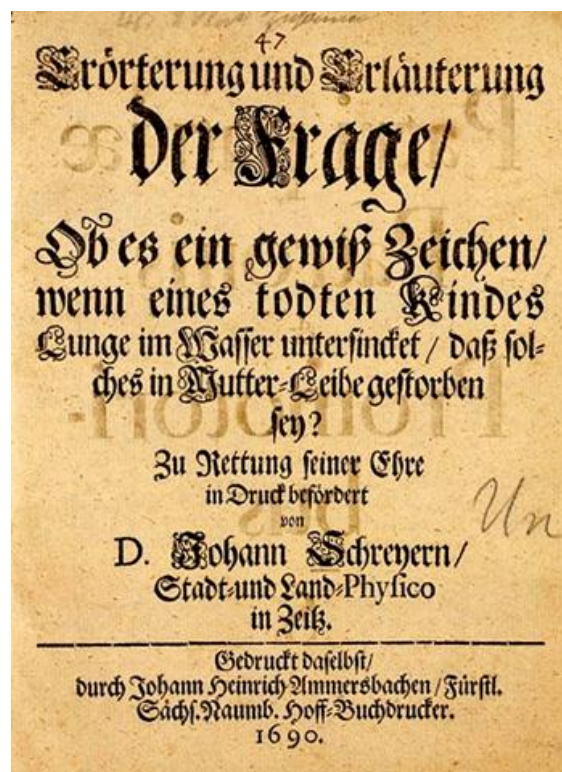 47
Erörterung und Erläuterung
der Frage/
Ob es ein gewiß Zeichen/
wenn eines todten Kindes
Lunge im Wasser untersincket / daß sol-
ches in Mutter-Leibe gestorben
sey?
Zu Rettung seiner Ehre
in Druck befördert
von
D. Johann Schreyern/
Stadt-und Land-Physico
in Zeitz.
Gedruckt daselbst/
durch Johann Heinrich Ammersbachen / Fürstl.
Sächs. Naumb. Hoff-Buchdrucker.
1690.